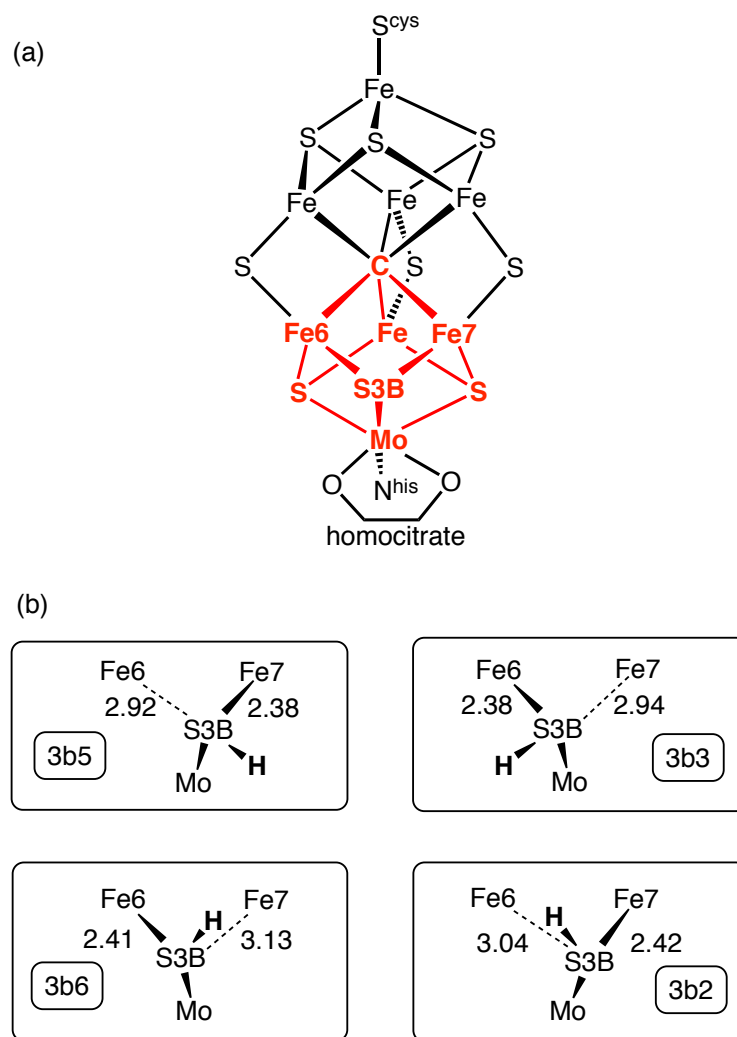 (a)
Scys
Fe
S S S
Fe Fe Fe
S C S S
Fe6 Fe Fe7
S S3B S
Mo
O Nhis O
homocitrate
(b)
Fe6 Fe7
2.92 2.38
S3B
3b5 H
Mo
Fe6 Fe7
2.38 2.94
S3B
H 3b3
Mo
Fe6 H Fe7
2.41 3.13
S3B
3b6
Mo
Fe6 H Fe7
3.04 2.42
S3B
3b2
Mo